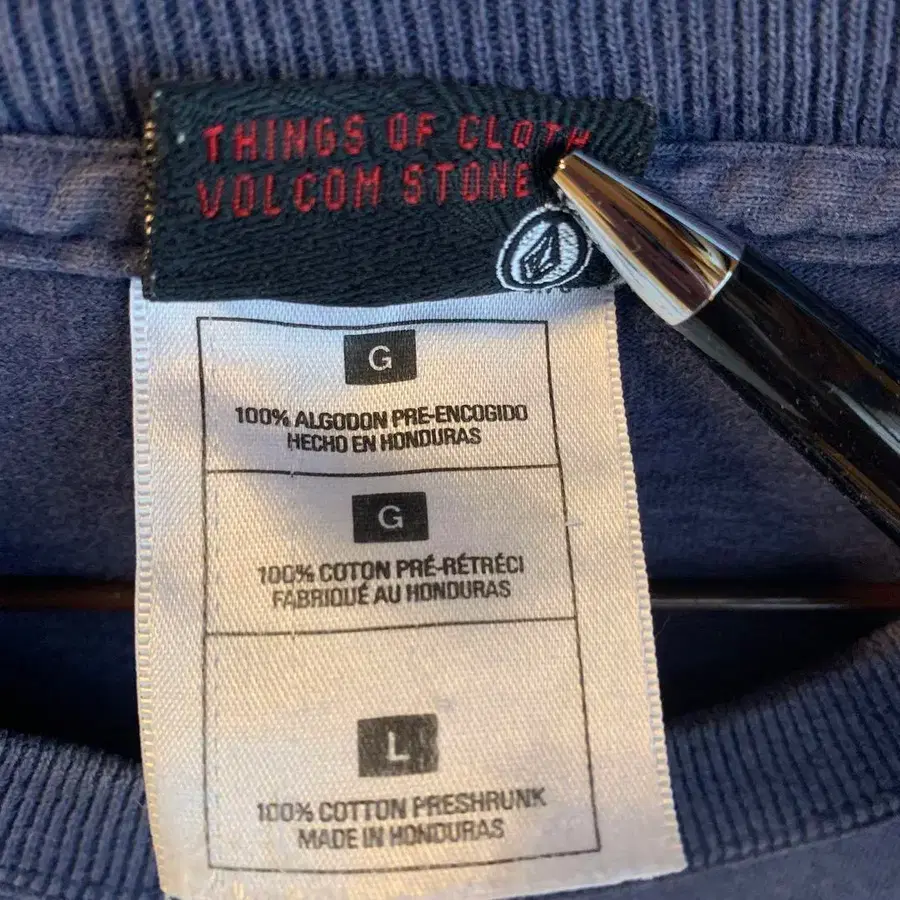 THINGS OF CLOTH
VOLCOM STONE
G
100% ALGODON PRE-ENCOGIDO
HECHO EN HONDURAS
G
100% COTON PRÉ-RÉTRÉCI
FABRIQUÉ AU HONDURAS
L
100% COTTON PRESHRUNK
MADE IN HONDURAS